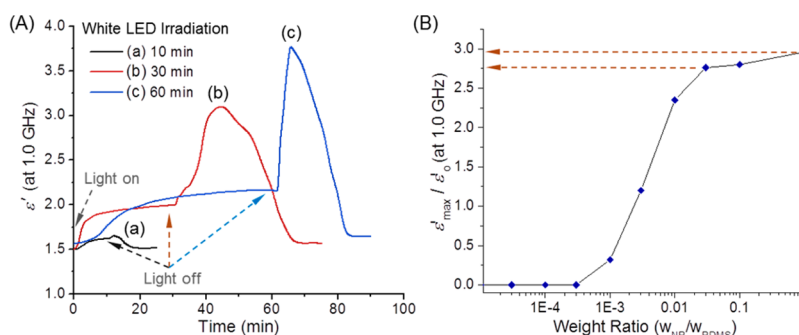 (A)
White LED Irradiation
(a) 10 min
(b) 30 min
(c) 60 min
(c)
(b)
(a)
Light on
Light off
ε′ (at 1.0 GHz)
4.0
3.5
3.0
2.5
2.0
1.5
1.0
0 20 40 60 80 100
Time (min)
(B)
ε′max / ε′o (at 1.0 GHz)
3.0
2.5
2.0
1.5
1.0
0.5
0.0
1E-4 1E-3 0.01 0.1
Weight Ratio (wNP/wPDMS)